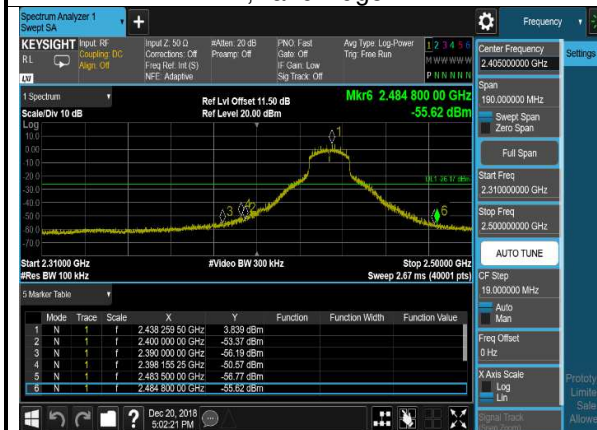 Spectrum Analyzer 1
Swept SA
+
Frequency
KEYSIGHT Input: RF
RL
Coupling: DC
Align: Off
LXI
Input Z: 50 Ω
Corrections: Off
Freq Ref: Int (S)
NFE: Adaptive
#Atten: 20 dB
Preamp: Off
PNO: Fast
Gate: Off
IF Gain: Low
Sig Track: Off
Avg Type: Log-Power
Trig: Free Run
1 2 3 4 5 6
M W W W W W
P N N N N N
Center Frequency
2.405000000 GHz
Settings
Span
190.000000 MHz
Swept Span
Zero Span
Full Span
Start Freq
2.310000000 GHz
Stop Freq
2.500000000 GHz
AUTO TUNE
CF Step
19.000000 MHz
Auto
Man
Freq Offset
0 Hz
X Axis Scale
Log
Lin
Signal Track
(Span Zoom)
1 Spectrum
Scale/Div 10 dB
Ref Lvl Offset 11.50 dB
Ref Level 20.00 dBm
Mkr6 2.484 800 00 GHz
-55.62 dBm
Log
10.0
0.00
-10.0
-20.0
-30.0
-40.0
-50.0
-60.0
-70.0
1
3
6
Start 2.31000 GHz
#Res BW 100 kHz
#Video BW 300 kHz
Stop 2.50000 GHz
Sweep 2.67 ms (40001 pts)
5 Marker Table
Mode Trace Scale X Y Function Function Width Function Value
1 N 1 f 2.438 259 50 GHz 3.839 dBm
2 N 1 f 2.400 000 00 GHz -53.37 dBm
3 N 1 f 2.390 000 00 GHz -56.19 dBm
4 N 1 f 2.398 155 25 GHz -50.57 dBm
5 N 1 f 2.483 500 00 GHz -56.77 dBm
6 N 1 f 2.484 800 00 GHz -55.62 dBm
?
Dec 20, 2018
5:02:21 PM